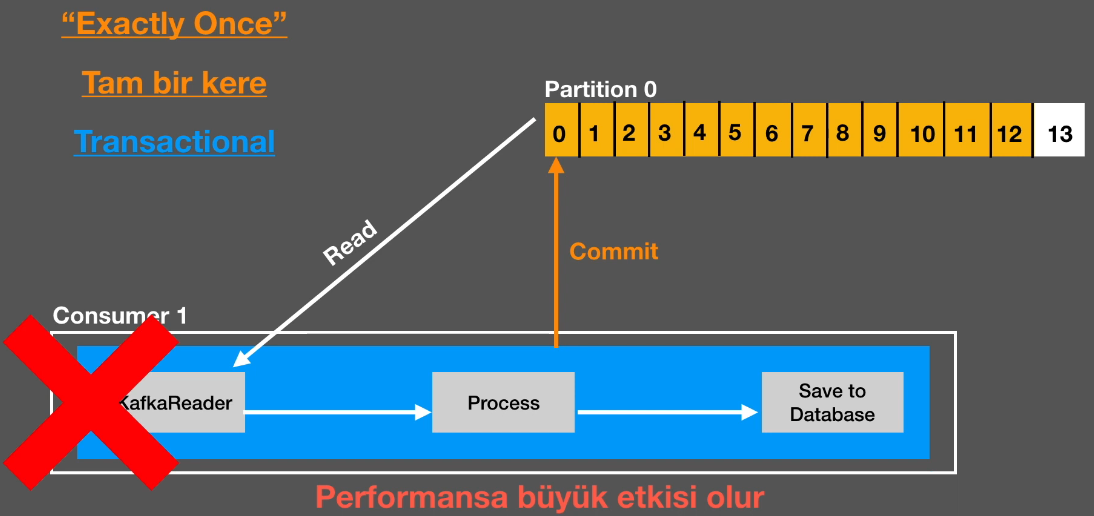 “Exactly Once”
Tam bir kere
Transactional
Partition 0
0 1 2 3 4 5 6 7 8 9 10 11 12 13
Read
Commit
Consumer 1
KafkaReader
Process
Save to
Database
Performansa büyük etkisi olur